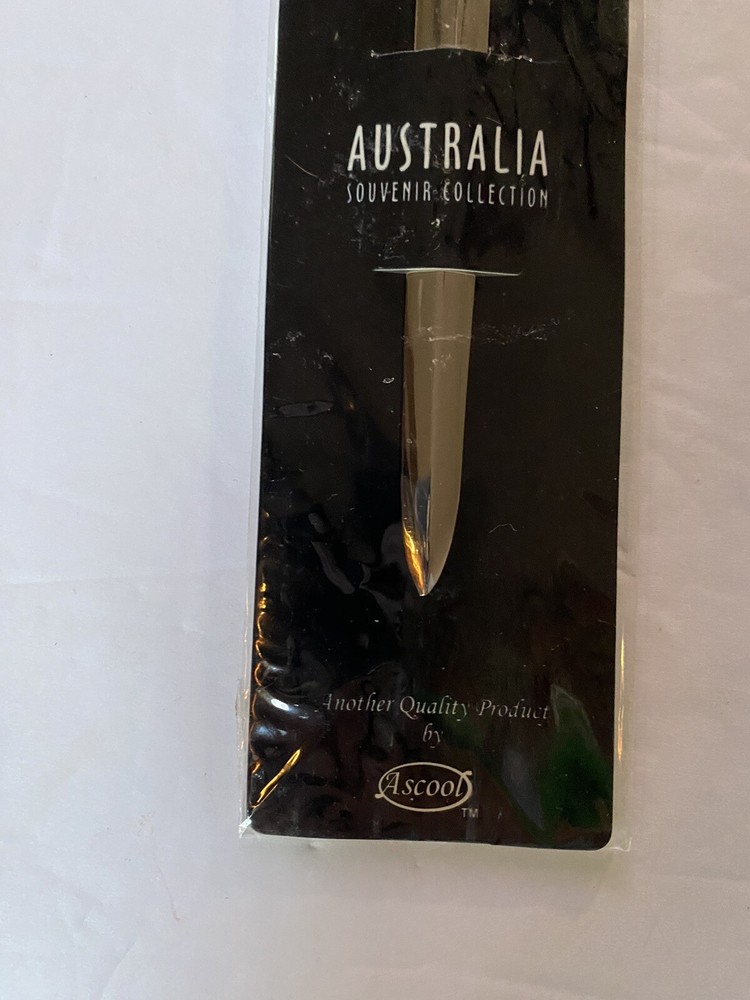 AUSTRALIA
SOUVENIR COLLECTION
Another Quality Product
by
Ascool
TM